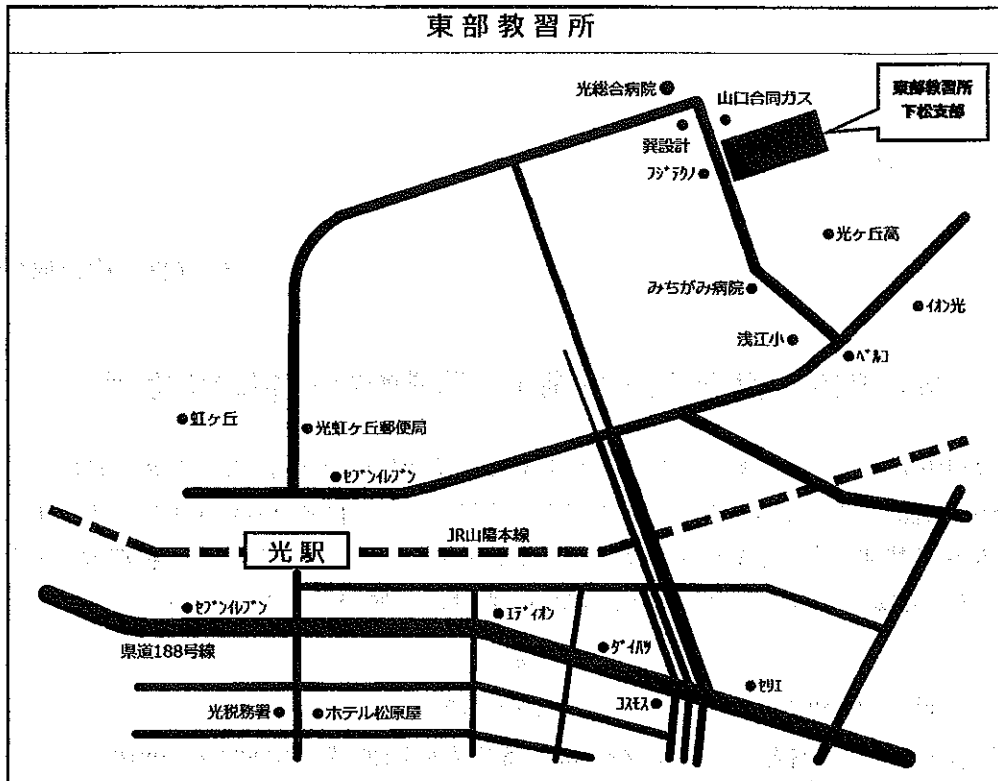 東部教習所
光総合病院
山口合同ガス
東部教習所
下松支部
発設計
ﾌｼﾞﾃｸﾉ
光ヶ丘高
みちがみ病院
ｲｵﾝ光
浅江小
ﾍﾞﾙｺ
虹ヶ丘
光虹ヶ丘郵便局
ｾﾌﾞﾝｲﾚﾌﾞﾝ
JR山陽本線
光駅
ｾﾌﾞﾝｲﾚﾌﾞﾝ
ｴﾃﾞｨｵﾝ
県道188号線
ﾀﾞｲﾊﾂ
ｾﾘｴ
ｺｽﾓｽ
光税務署
ホテル松原屋